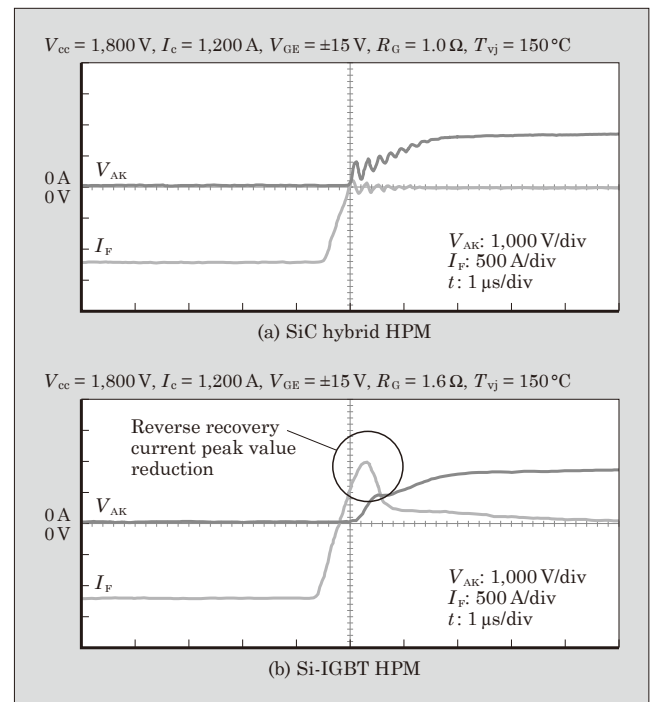 Vcc = 1,800 V, Ic = 1,200 A, VGE = ±15 V, RG = 1.0 Ω, Tvj = 150 °C
0 A
0 V
VAK
IF
VAK: 1,000 V/div
IF: 500 A/div
t: 1 µs/div
(a) SiC hybrid HPM
Vcc = 1,800 V, Ic = 1,200 A, VGE = ±15 V, RG = 1.6 Ω, Tvj = 150 °C
Reverse recovery
current peak value
reduction
0 A
0 V
VAK
IF
VAK: 1,000 V/div
IF: 500 A/div
t: 1 µs/div
(b) Si-IGBT HPM